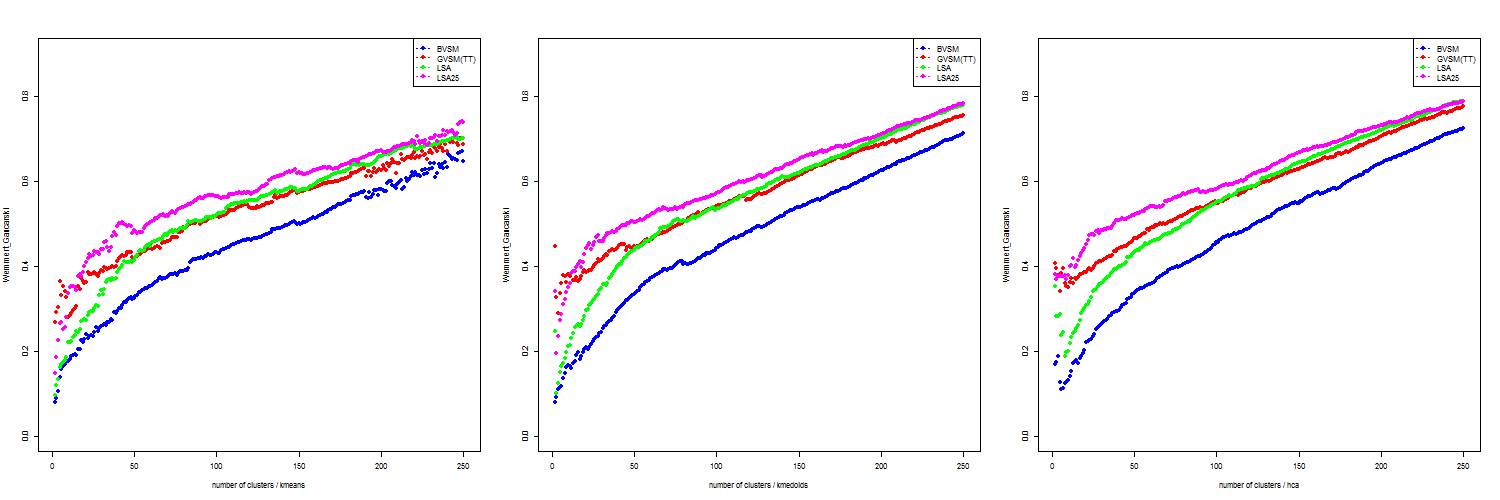 BVSM
GVSM(TT)
LSA
LSA25
Wemmert_Gancarski
0.0
0.2
0.4
0.6
0.8
0
50
100
150
200
250
number of clusters / kmeans
BVSM
GVSM(TT)
LSA
LSA25
Wemmert_Gancarski
0.0
0.2
0.4
0.6
0.8
0
50
100
150
200
250
number of clusters / kmedoids
BVSM
GVSM(TT)
LSA
LSA25
Wemmert_Gancarski
0.0
0.2
0.4
0.6
0.8
0
50
100
150
200
250
number of clusters / hca